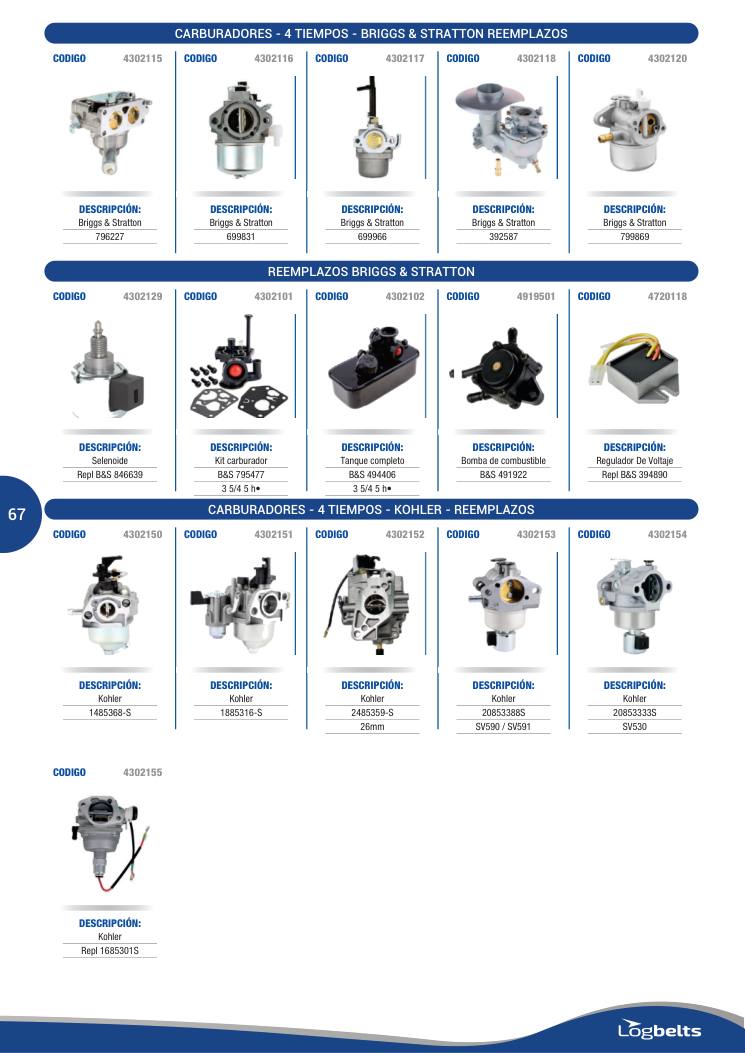 CARBURADORES - 4 TIEMPOS - BRIGGS & STRATTON REEMPLAZOS
CODIGO 4302115
DESCRIPCIÓN:
Briggs & Stratton
796227
CODIGO 4302116
DESCRIPCIÓN:
Briggs & Stratton
699831
CODIGO 4302117
DESCRIPCIÓN:
Briggs & Stratton
699966
CODIGO 4302118
DESCRIPCIÓN:
Briggs & Stratton
392587
CODIGO 4302120
DESCRIPCIÓN:
Briggs & Stratton
799869
REEMPLAZOS BRIGGS & STRATTON
CODIGO 4302129
DESCRIPCIÓN:
Selenoide
Repl B&S 846639
CODIGO 4302101
DESCRIPCIÓN:
Kit carburador
B&S 795477
3 5/4 5 h•
CODIGO 4302102
DESCRIPCIÓN:
Tanque completo
B&S 494406
3 5/4 5 h•
CODIGO 4919501
DESCRIPCIÓN:
Bomba de combustible
B&S 491922
CODIGO 4720118
DESCRIPCIÓN:
Regulador De Voltaje
Repl B&S 394890
67
CARBURADORES - 4 TIEMPOS - KOHLER - REEMPLAZOS
CODIGO 4302150
DESCRIPCIÓN:
Kohler
1485368-S
CODIGO 4302151
DESCRIPCIÓN:
Kohler
1885316-S
CODIGO 4302152
DESCRIPCIÓN:
Kohler
2485359-S
26mm
CODIGO 4302153
DESCRIPCIÓN:
Kohler
20853388S
SV590 / SV591
CODIGO 4302154
DESCRIPCIÓN:
Kohler
20853333S
SV530
CODIGO 4302155
DESCRIPCIÓN:
Kohler
Repl 1685301S
Logbelts